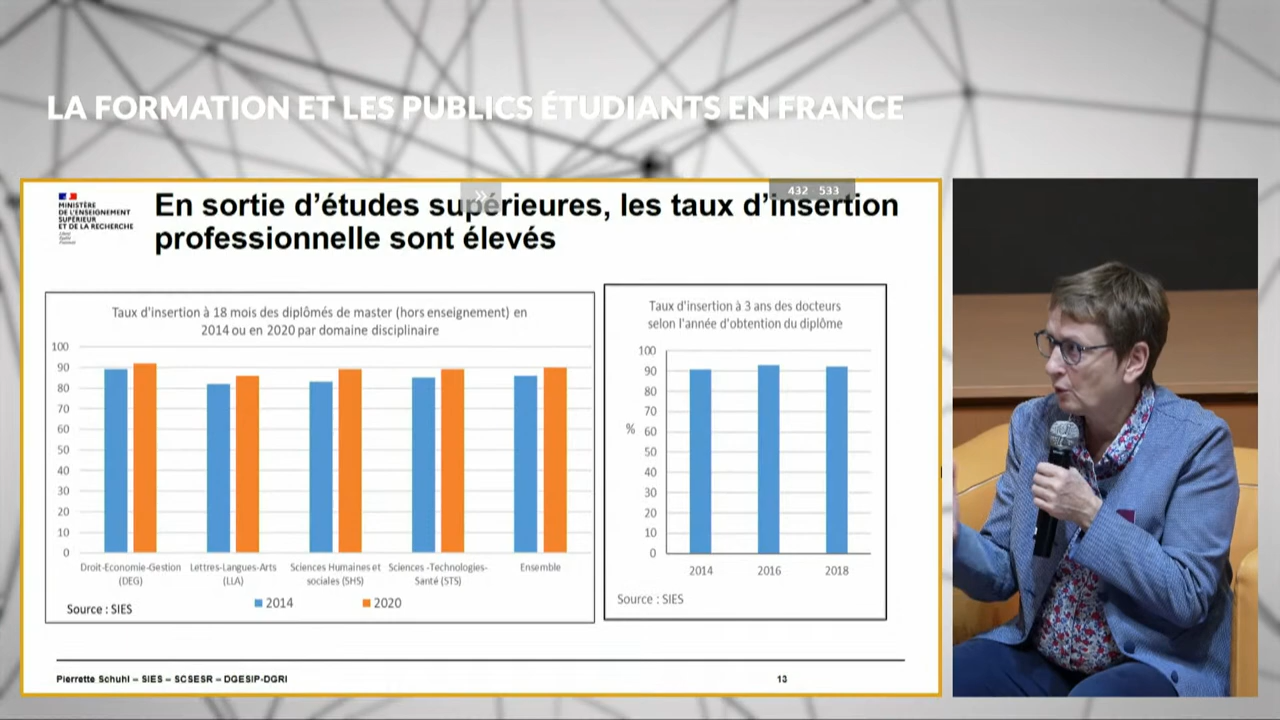 LA FORMATION ET LES PUBLICS ÉTUDIANTS EN FRANCE
432 533
MINISTÈRE
DE L'ENSEIGNEMENT
SUPÉRIEUR
ET DE LA RECHERCHE
En sortie d'études supérieures, les taux d'insertion
professionnelle sont élevés
Taux d'insertion à 18 mois des diplômés de master (hors enseignement) en
2014 ou en 2020 par domaine disciplinaire
100
90
80
70
60
50
40
30
20
10
0
Droit-Economie-Gestion
(DEG)
Lettres-Langues-Arts
(LLA)
Sciences Humaines et
sociales (SHS)
Sciences -Technologies-
Santé (STS)
Ensemble
2014
2020
Source : SIES
Taux d'insertion à 3 ans des docteurs
selon l'année d'obtention du diplôme
%
100
90
80
70
60
50
40
30
20
10
0
2014
2016
2018
Source : SIES
Pierrette Schuhl – SIES – SCSESR – DGESIP-DGRI
13